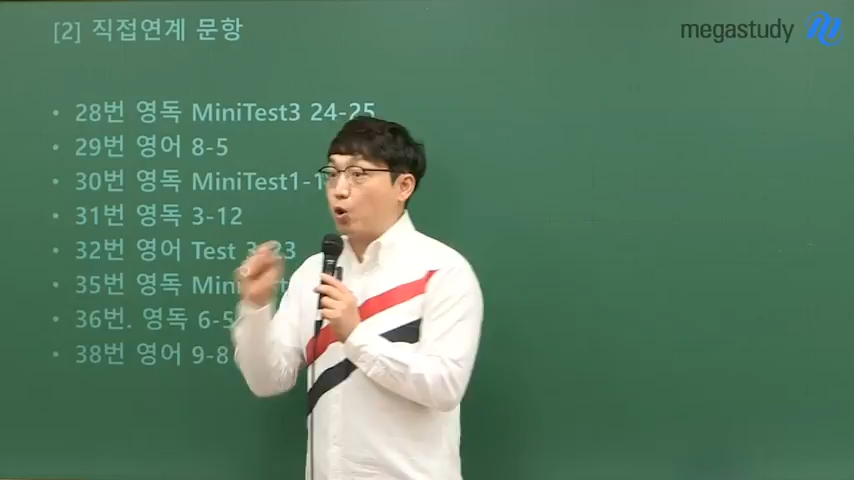 [2] 직접연계 문항
megastudy
• 28번 영독 MiniTest3 24-25
• 29번 영어 8-5
• 30번 영독 MiniTest1-1
• 31번 영독 3-12
• 32번 영어 Test 23
• 35번 영독
• 36번. 영독 6-5
• 38번 영어 9-8